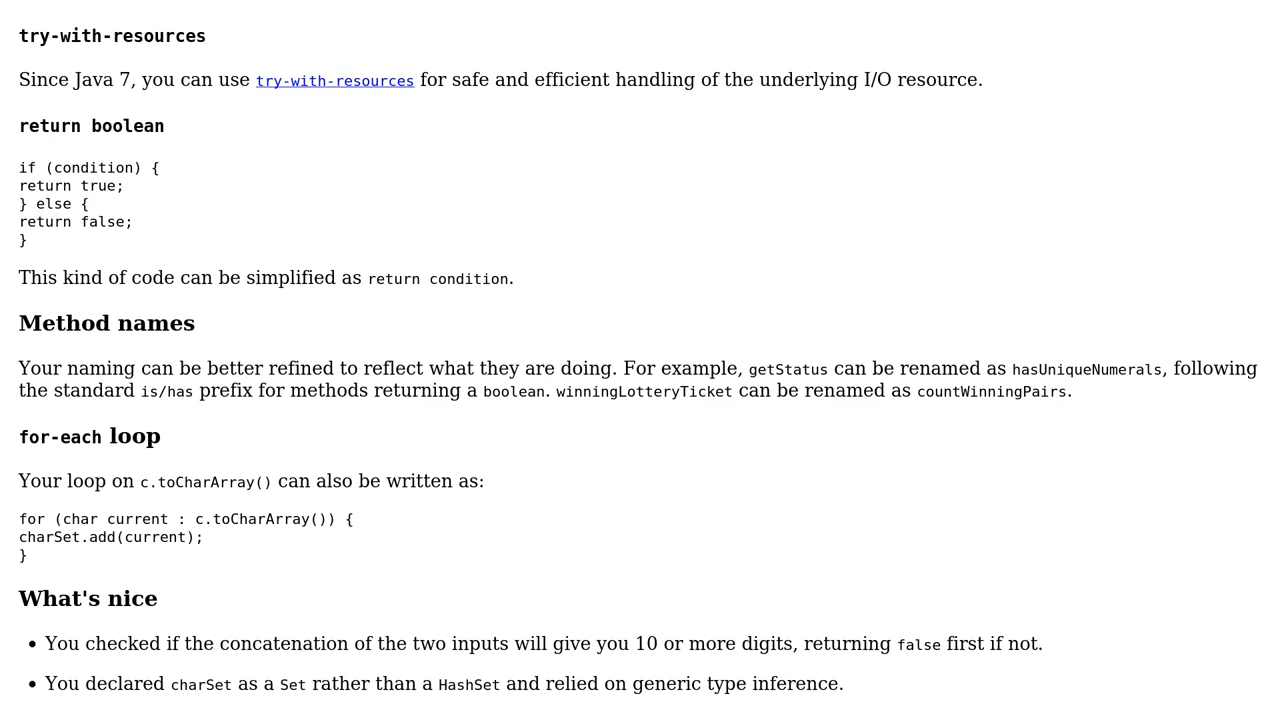 try-with-resources
Since Java 7, you can use try-with-resources for safe and efficient handling of the underlying I/O resource.
return boolean
if (condition) {
return true;
} else {
return false;
}
This kind of code can be simplified as return condition.
Method names
Your naming can be better refined to reflect what they are doing. For example, getStatus can be renamed as hasUniqueNumerals, following
the standard is/has prefix for methods returning a boolean. winningLotteryTicket can be renamed as countWinningPairs.
for-each loop
Your loop on c.toCharArray() can also be written as:
for (char current : c.toCharArray()) {
charSet.add(current);
}
What's nice
• You checked if the concatenation of the two inputs will give you 10 or more digits, returning false first if not.
• You declared charSet as a Set rather than a HashSet and relied on generic type inference.